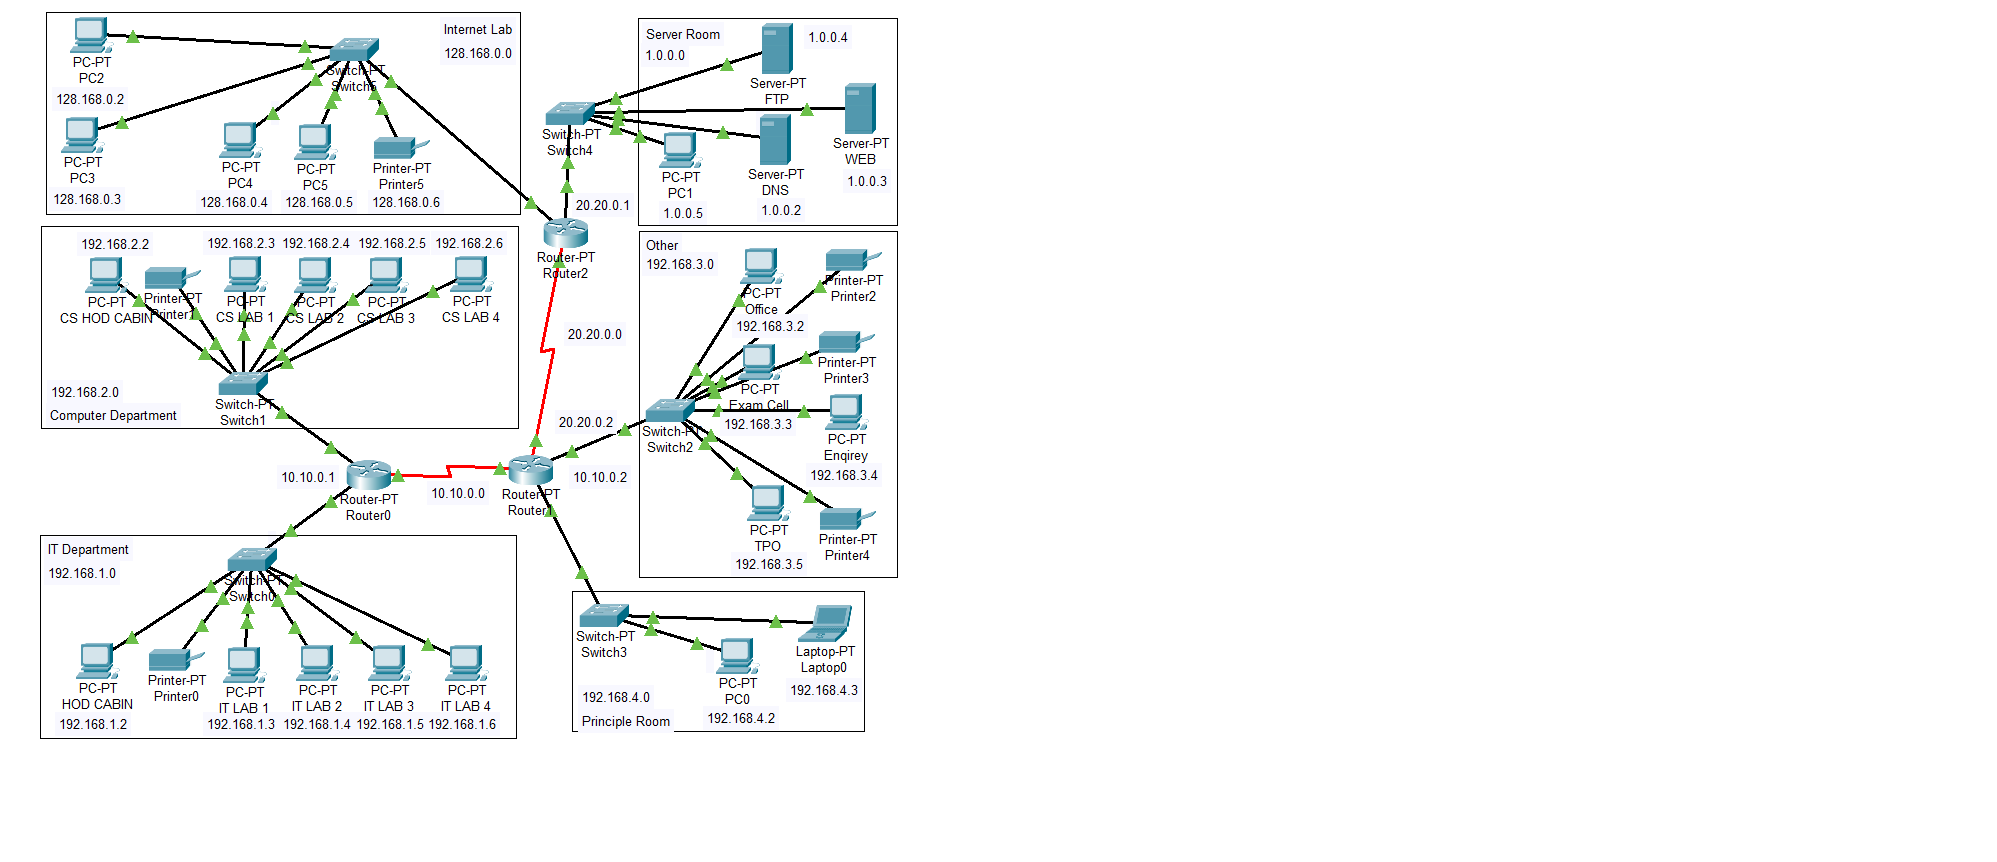 Internet Lab
128.168.0.0
PC-PT
PC2
128.168.0.2
Switch-PT
Switch5
PC-PT
PC3
128.168.0.3
PC-PT
PC4
128.168.0.4
PC-PT
PC5
128.168.0.5
Printer-PT
Printer5
128.168.0.6
Server Room
1.0.0.0
1.0.0.4
Server-PT
FTP
Switch-PT
Switch4
Server-PT
WEB
1.0.0.3
PC-PT
PC1
1.0.0.5
Server-PT
DNS
1.0.0.2
20.20.0.1
Router-PT
Router2
192.168.2.2
192.168.2.3
192.168.2.4
192.168.2.5
192.168.2.6
PC-PT
CS HOD CABIN
Printer-PT
Printer1
PC-PT
CS LAB 1
PC-PT
CS LAB 2
PC-PT
CS LAB 3
PC-PT
CS LAB 4
192.168.2.0
Computer Department
Switch-PT
Switch1
20.20.0.0
Other
192.168.3.0
PC-PT
Office
192.168.3.2
Printer-PT
Printer2
Printer-PT
Printer3
PC-PT
Exam Cell
192.168.3.3
Switch-PT
Switch2
PC-PT
Enqirey
192.168.3.4
PC-PT
TPO
192.168.3.5
Printer-PT
Printer4
20.20.0.2
10.10.0.1
Router-PT
Router0
10.10.0.0
Router-PT
Router1
10.10.0.2
IT Department
192.168.1.0
Switch-PT
Switch0
PC-PT
HOD CABIN
192.168.1.2
Printer-PT
Printer0
PC-PT
IT LAB 1
192.168.1.3
PC-PT
IT LAB 2
192.168.1.4
PC-PT
IT LAB 3
192.168.1.5
PC-PT
IT LAB 4
192.168.1.6
Switch-PT
Switch3
PC-PT
PC0
192.168.4.2
Laptop-PT
Laptop0
192.168.4.3
192.168.4.0
Principle Room